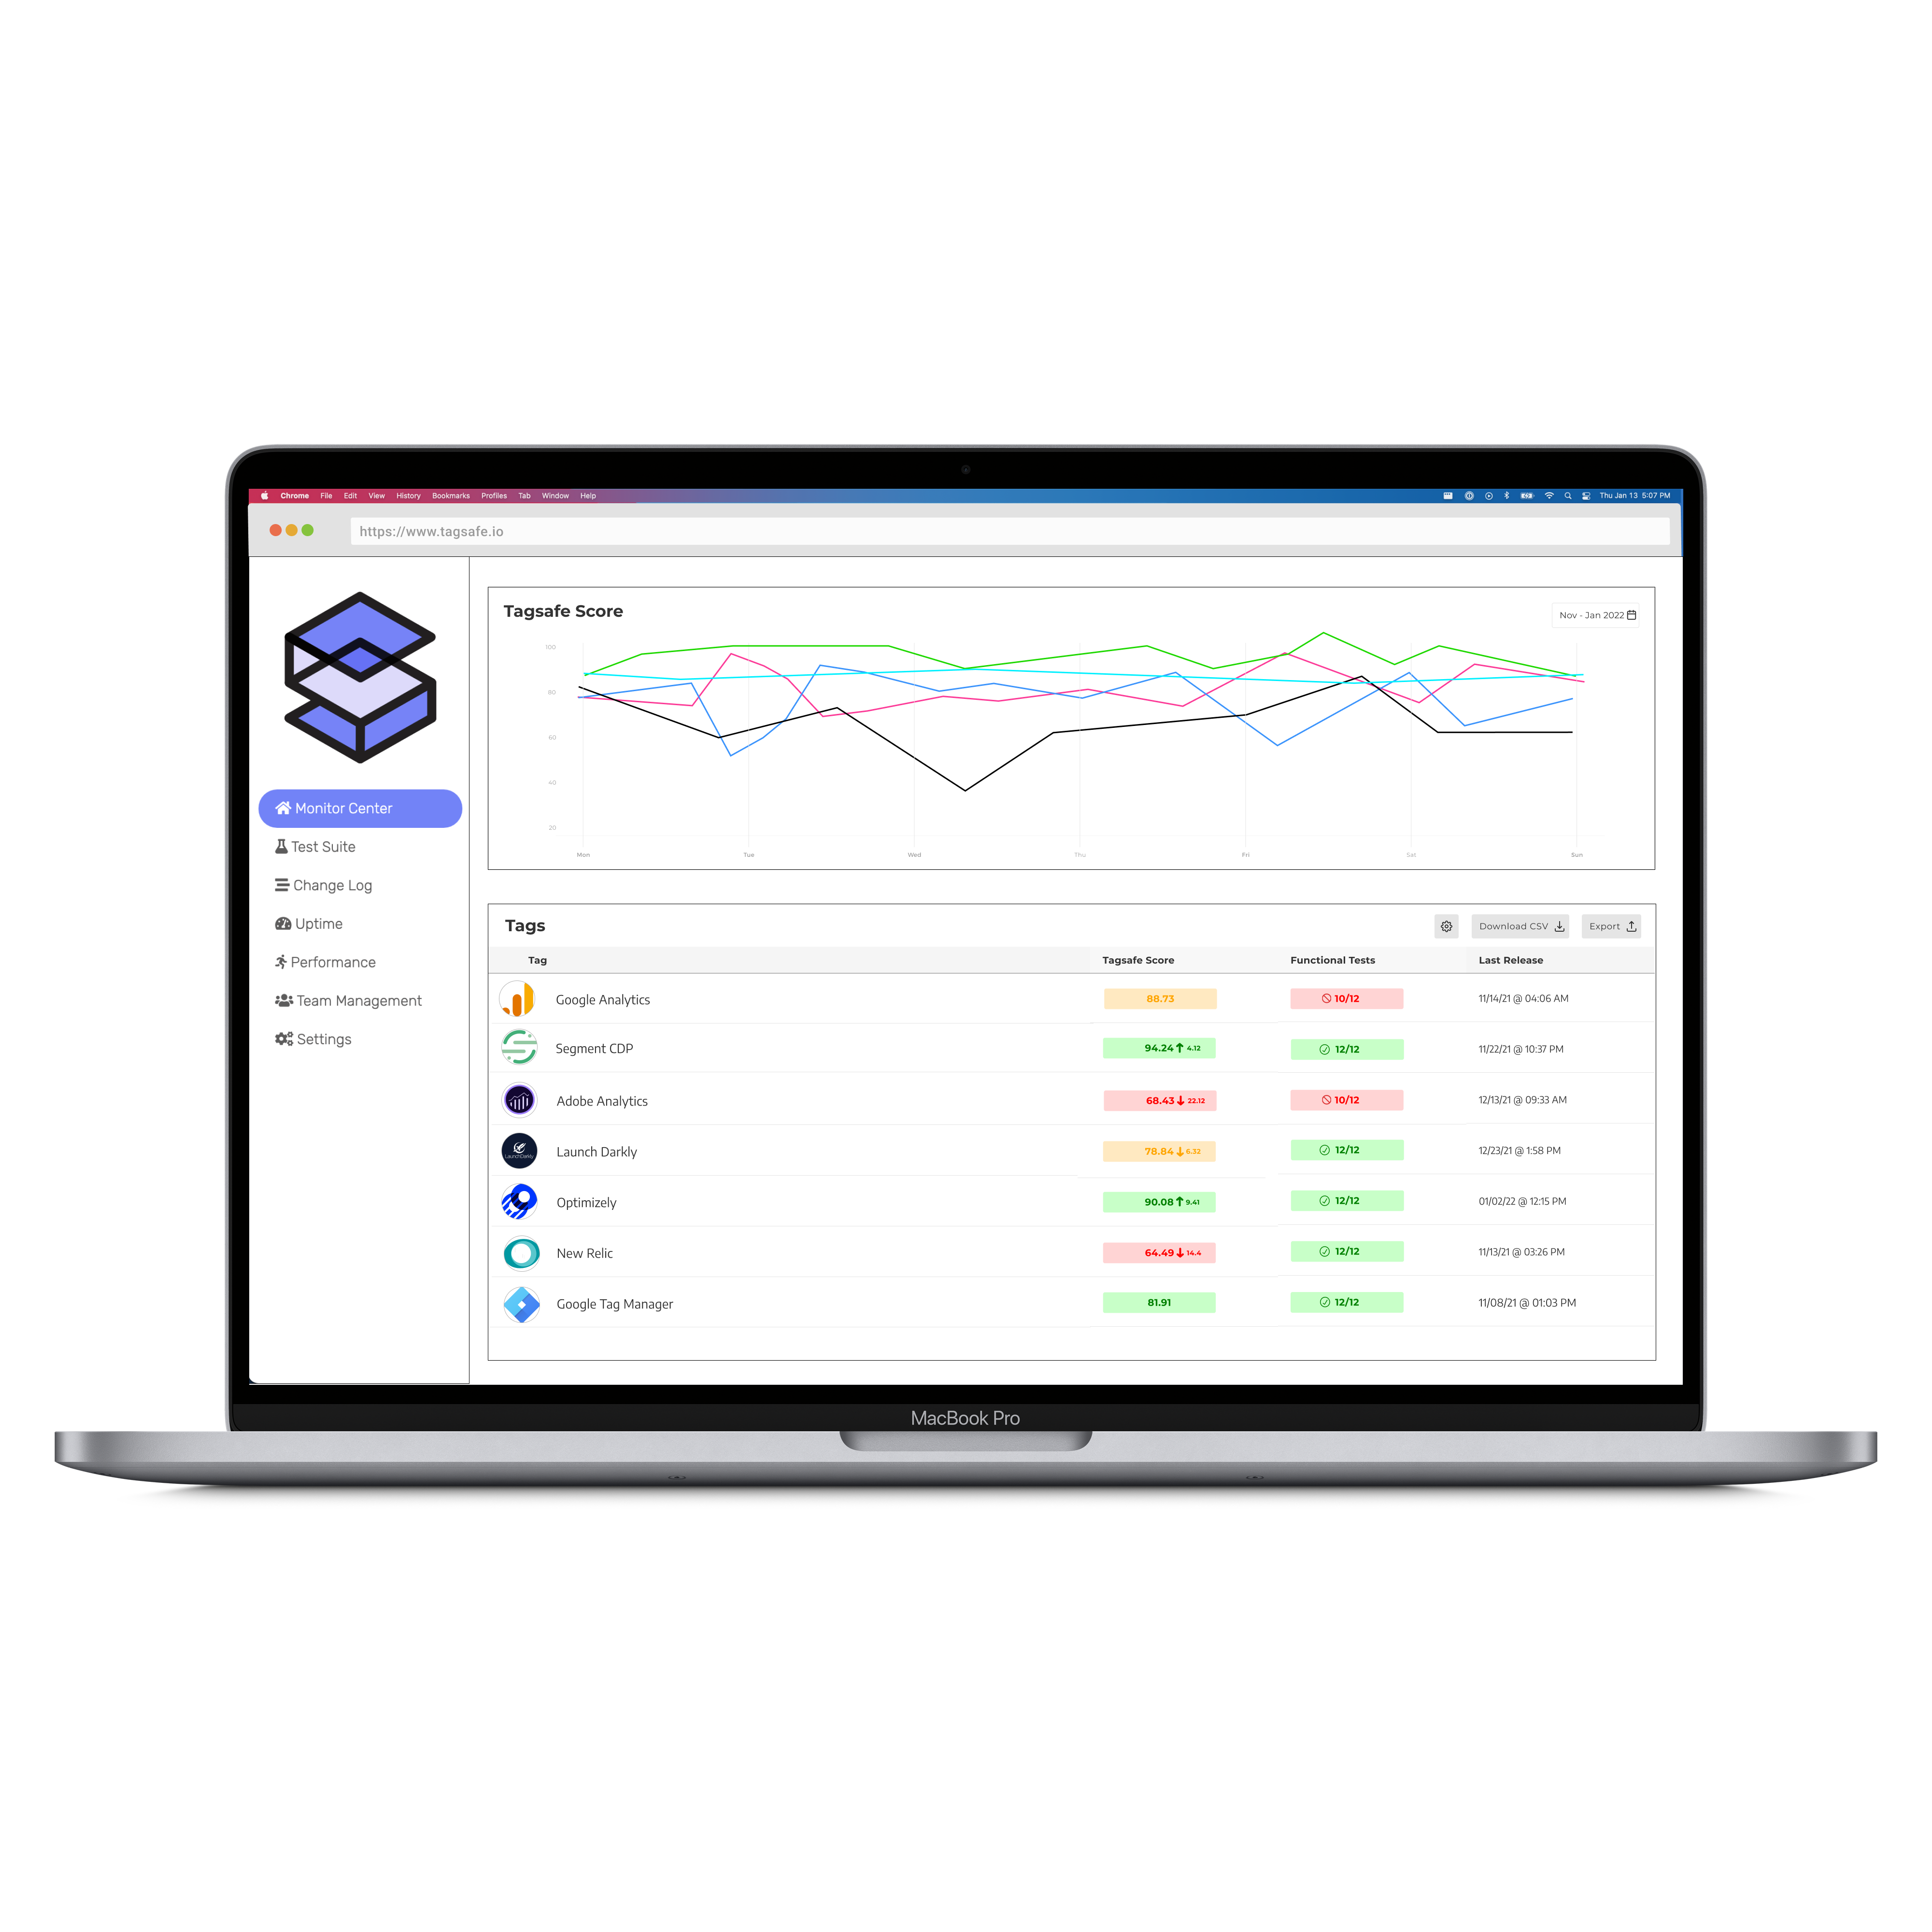 Chrome File Edit View History Bookmarks Profiles Tab Window Help Thu Jan 13 5:07 PM
https://www.tagsafe.io
Monitor Center
Test Suite
Change Log
Uptime
Performance
Team Management
Settings
Tagsafe Score
Nov - Jan 2022
100
80
60
40
20
Mon Tue Wed Thu Fri Sat Sun
Tags
Download CSV
Export
Tag Tagsafe Score Functional Tests Last Release
Google Analytics 88.73 10/12 11/14/21 @ 04:06 AM
Segment CDP 94.24 4.12 12/12 11/22/21 @ 10:37 PM
Adobe Analytics 68.43 22.12 10/12 12/13/21 @ 09:33 AM
LaunchDarkly
Launch Darkly 78.84 6.32 12/12 12/23/21 @ 1:58 PM
Optimizely 90.08 9.41 12/12 01/02/22 @ 12:15 PM
New Relic 64.49 14.4 12/12 11/13/21 @ 03:26 PM
Google Tag Manager 81.91 12/12 11/08/21 @ 01:03 PM
MacBook Pro